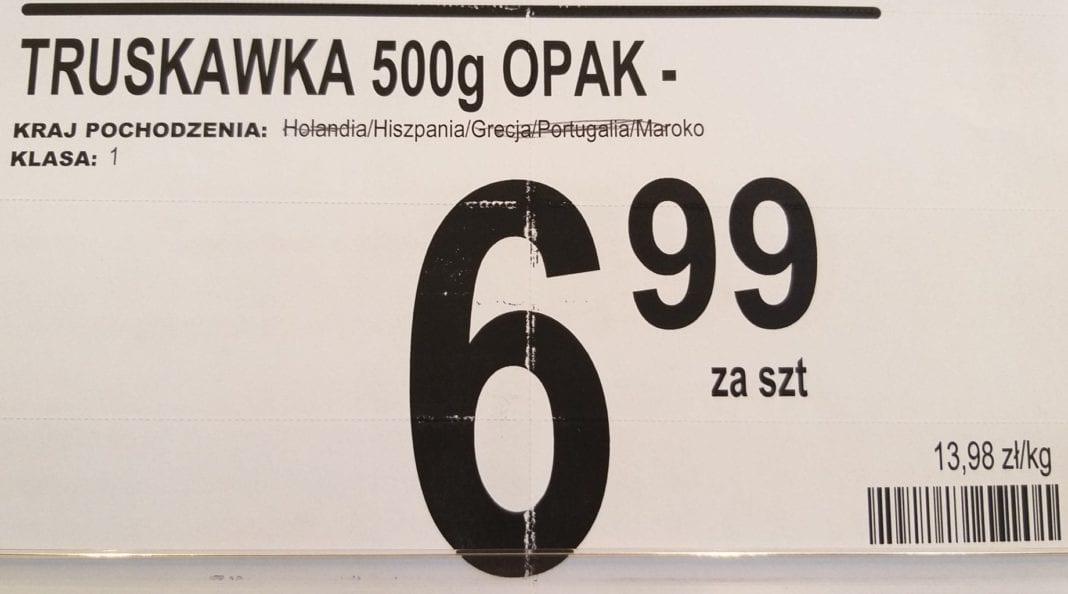 TRUSKAWKA 500g OPAK -
KRAJ POCHODZENIA: Holandia/Hiszpania/Grecja/Portugalia/Maroko
KLASA: 1
6 99
za szt
13,98 zł/kg